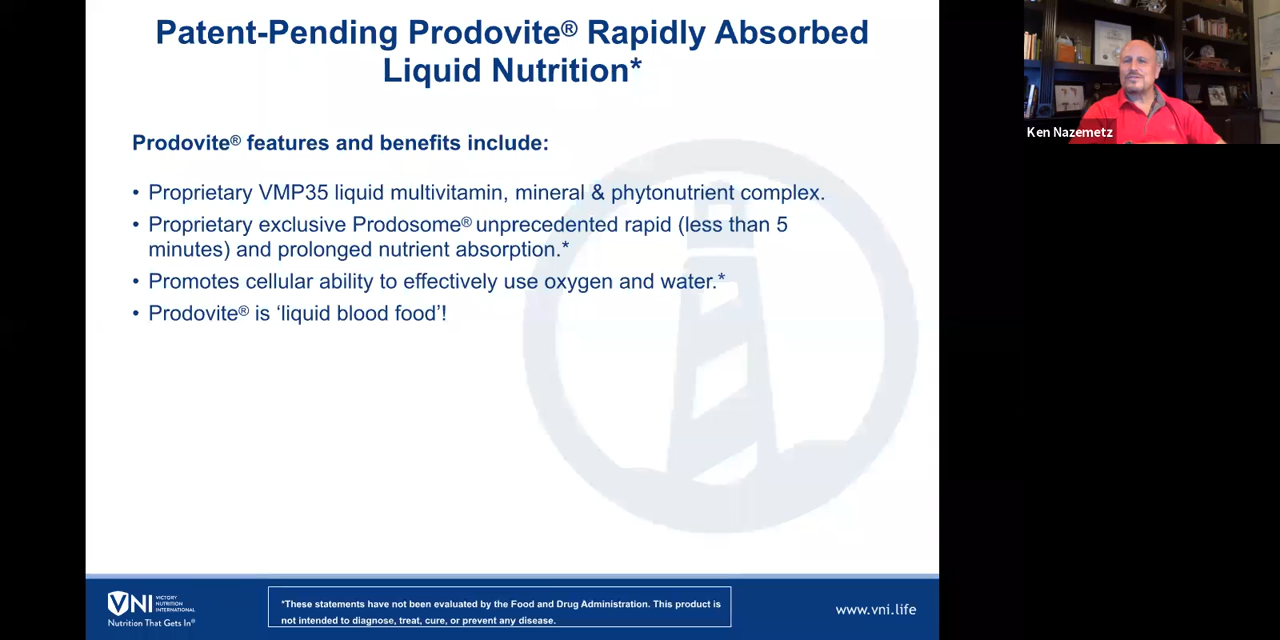 Patent-Pending Prodovite® Rapidly Absorbed
Liquid Nutrition*
Prodovite® features and benefits include:
• Proprietary VMP35 liquid multivitamin, mineral & phytonutrient complex.
• Proprietary exclusive Prodosome® unprecedented rapid (less than 5
minutes) and prolonged nutrient absorption.*
• Promotes cellular ability to effectively use oxygen and water.*
• Prodovite® is ‘liquid blood food’!
Ken Nazemetz
VNI
VICTORY
NUTRITION
INTERNATIONAL
Nutrition That Gets In®
*These statements have not been evaluated by the Food and Drug Administration. This product is
not intended to diagnose, treat, cure, or prevent any disease.
www.vni.life